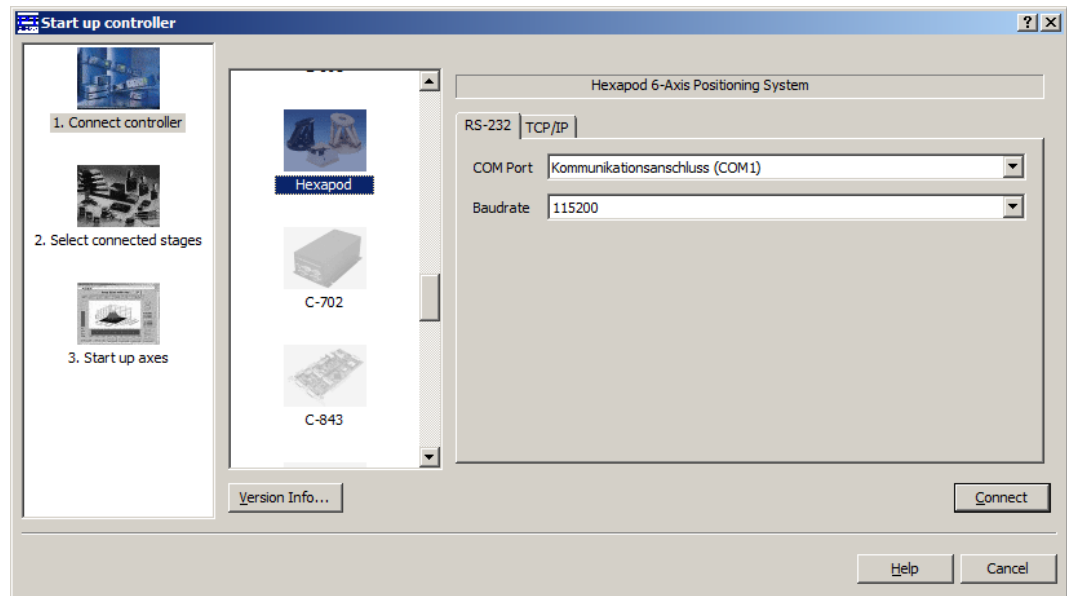 Start up controller
1. Connect controller
2. Select connected stages
3. Start up axes
Hexapod
C-702
C-843
Hexapod 6-Axis Positioning System
RS-232 TCP/IP
COM Port Kommunikationsanschluss (COM1)
Baudrate 115200
Version Info...
Connect
Help Cancel